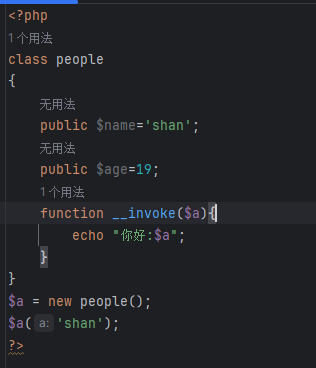 <?php
1个用法
class people
{
无用法
public $name='shan';
无用法
public $age=19;
1个用法
function __invoke($a){
echo "你好:$a";
}
}
$a = new people();
$a( a: 'shan');
?>